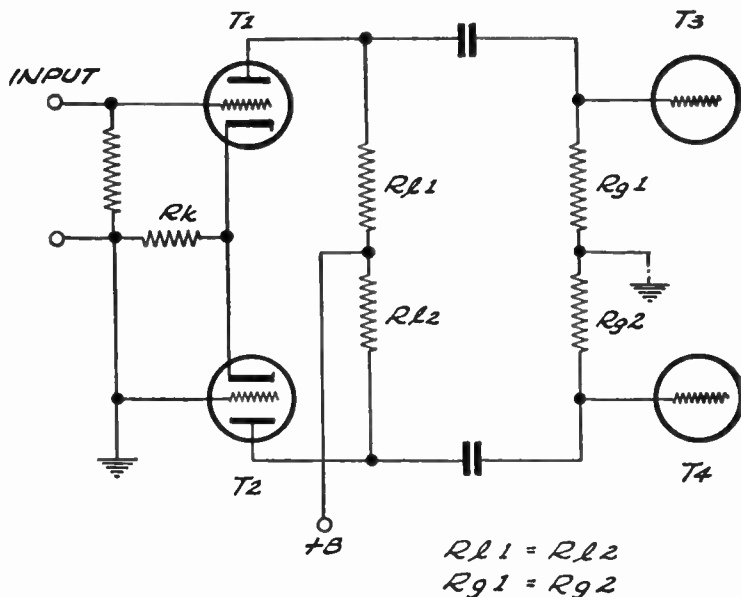 T1
T3
INPUT
Rl1
Rg1
Rk
Rl2
Rg2
T2
T4
+B
Rl1 = Rl2
Rg1 = Rg2